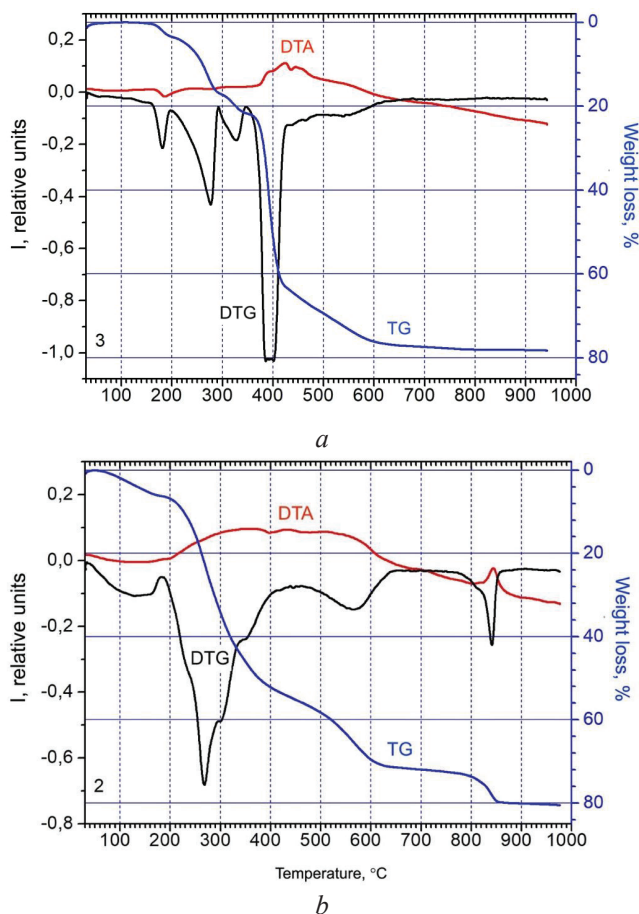 0,2
0,0
-0,2
-0,4
-0,6
-0,8
-1,0
I, relative units
DTA
DTG
TG
3
0
20
40
60
80
Weight loss, %
100 200 300 400 500 600 700 800 900 1000
a
0,2
0,0
-0,2
-0,4
-0,6
-0,8
I, relative units
DTA
DTG
TG
2
0
20
40
60
80
Weight loss, %
100 200 300 400 500 600 700 800 900 1000
Temperature, °C
b